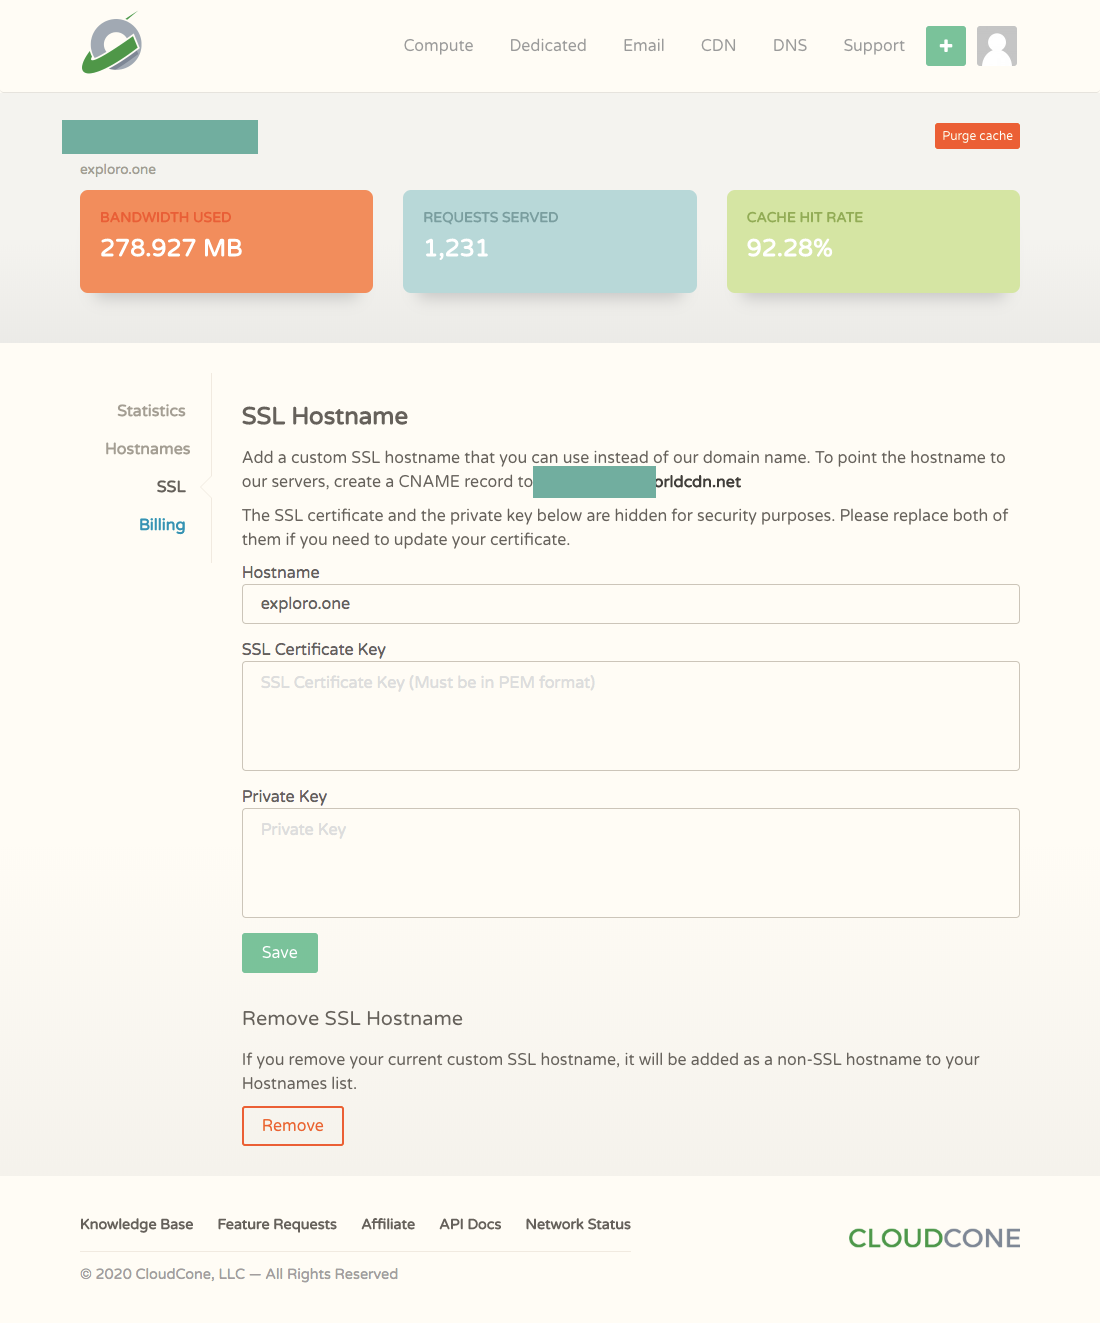 Compute Dedicated Email CDN DNS Support
Purge cache
exploro.one
BANDWIDTH USED
278.927 MB
REQUESTS SERVED
1,231
CACHE HIT RATE
92.28%
Statistics
Hostnames
SSL
Billing
SSL Hostname
Add a custom SSL hostname that you can use instead of our domain name. To point the hostname to
our servers, create a CNAME record to orldcdn.net
The SSL certificate and the private key below are hidden for security purposes. Please replace both of
them if you need to update your certificate.
Hostname
exploro.one
SSL Certificate Key
SSL Certificate Key (Must be in PEM format)
Private Key
Private Key
Save
Remove SSL Hostname
If you remove your current custom SSL hostname, it will be added as a non-SSL hostname to your
Hostnames list.
Remove
Knowledge Base Feature Requests Affiliate API Docs Network Status
CLOUDCONE
© 2020 CloudCone, LLC — All Rights Reserved